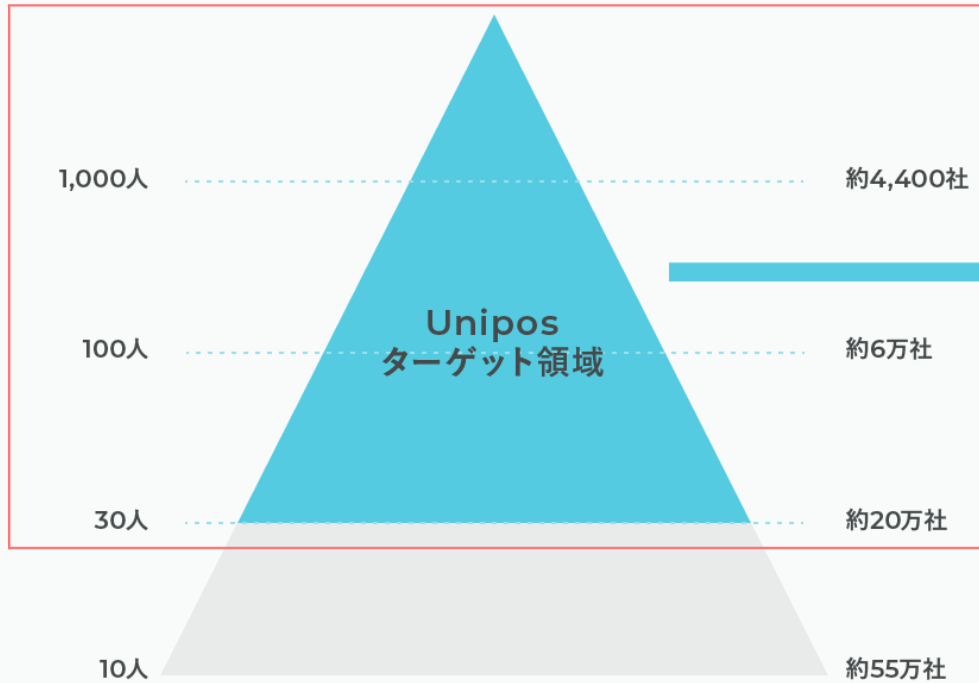 1,000人 約4,400社
Unipos
ターゲット領域
100人 約6万社
30人 約20万社
10人 約55万社